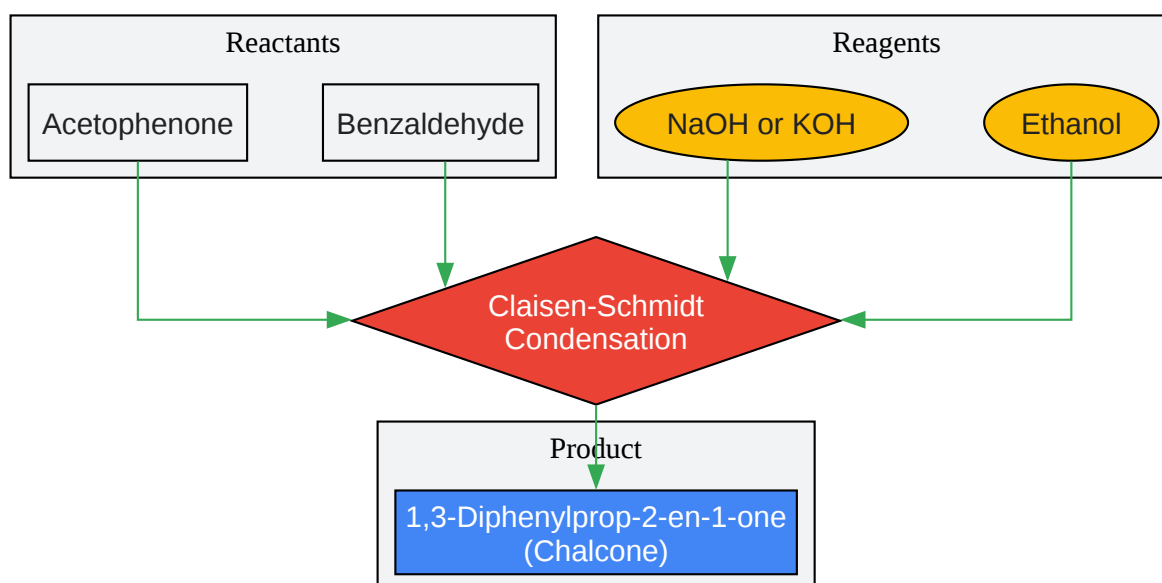 Reactants
Reagents
Acetophenone
Benzaldehyde
NaOH or KOH
Ethanol
Claisen-Schmidt
Condensation
Product
1,3-Diphenylprop-2-en-1-one
(Chalcone)